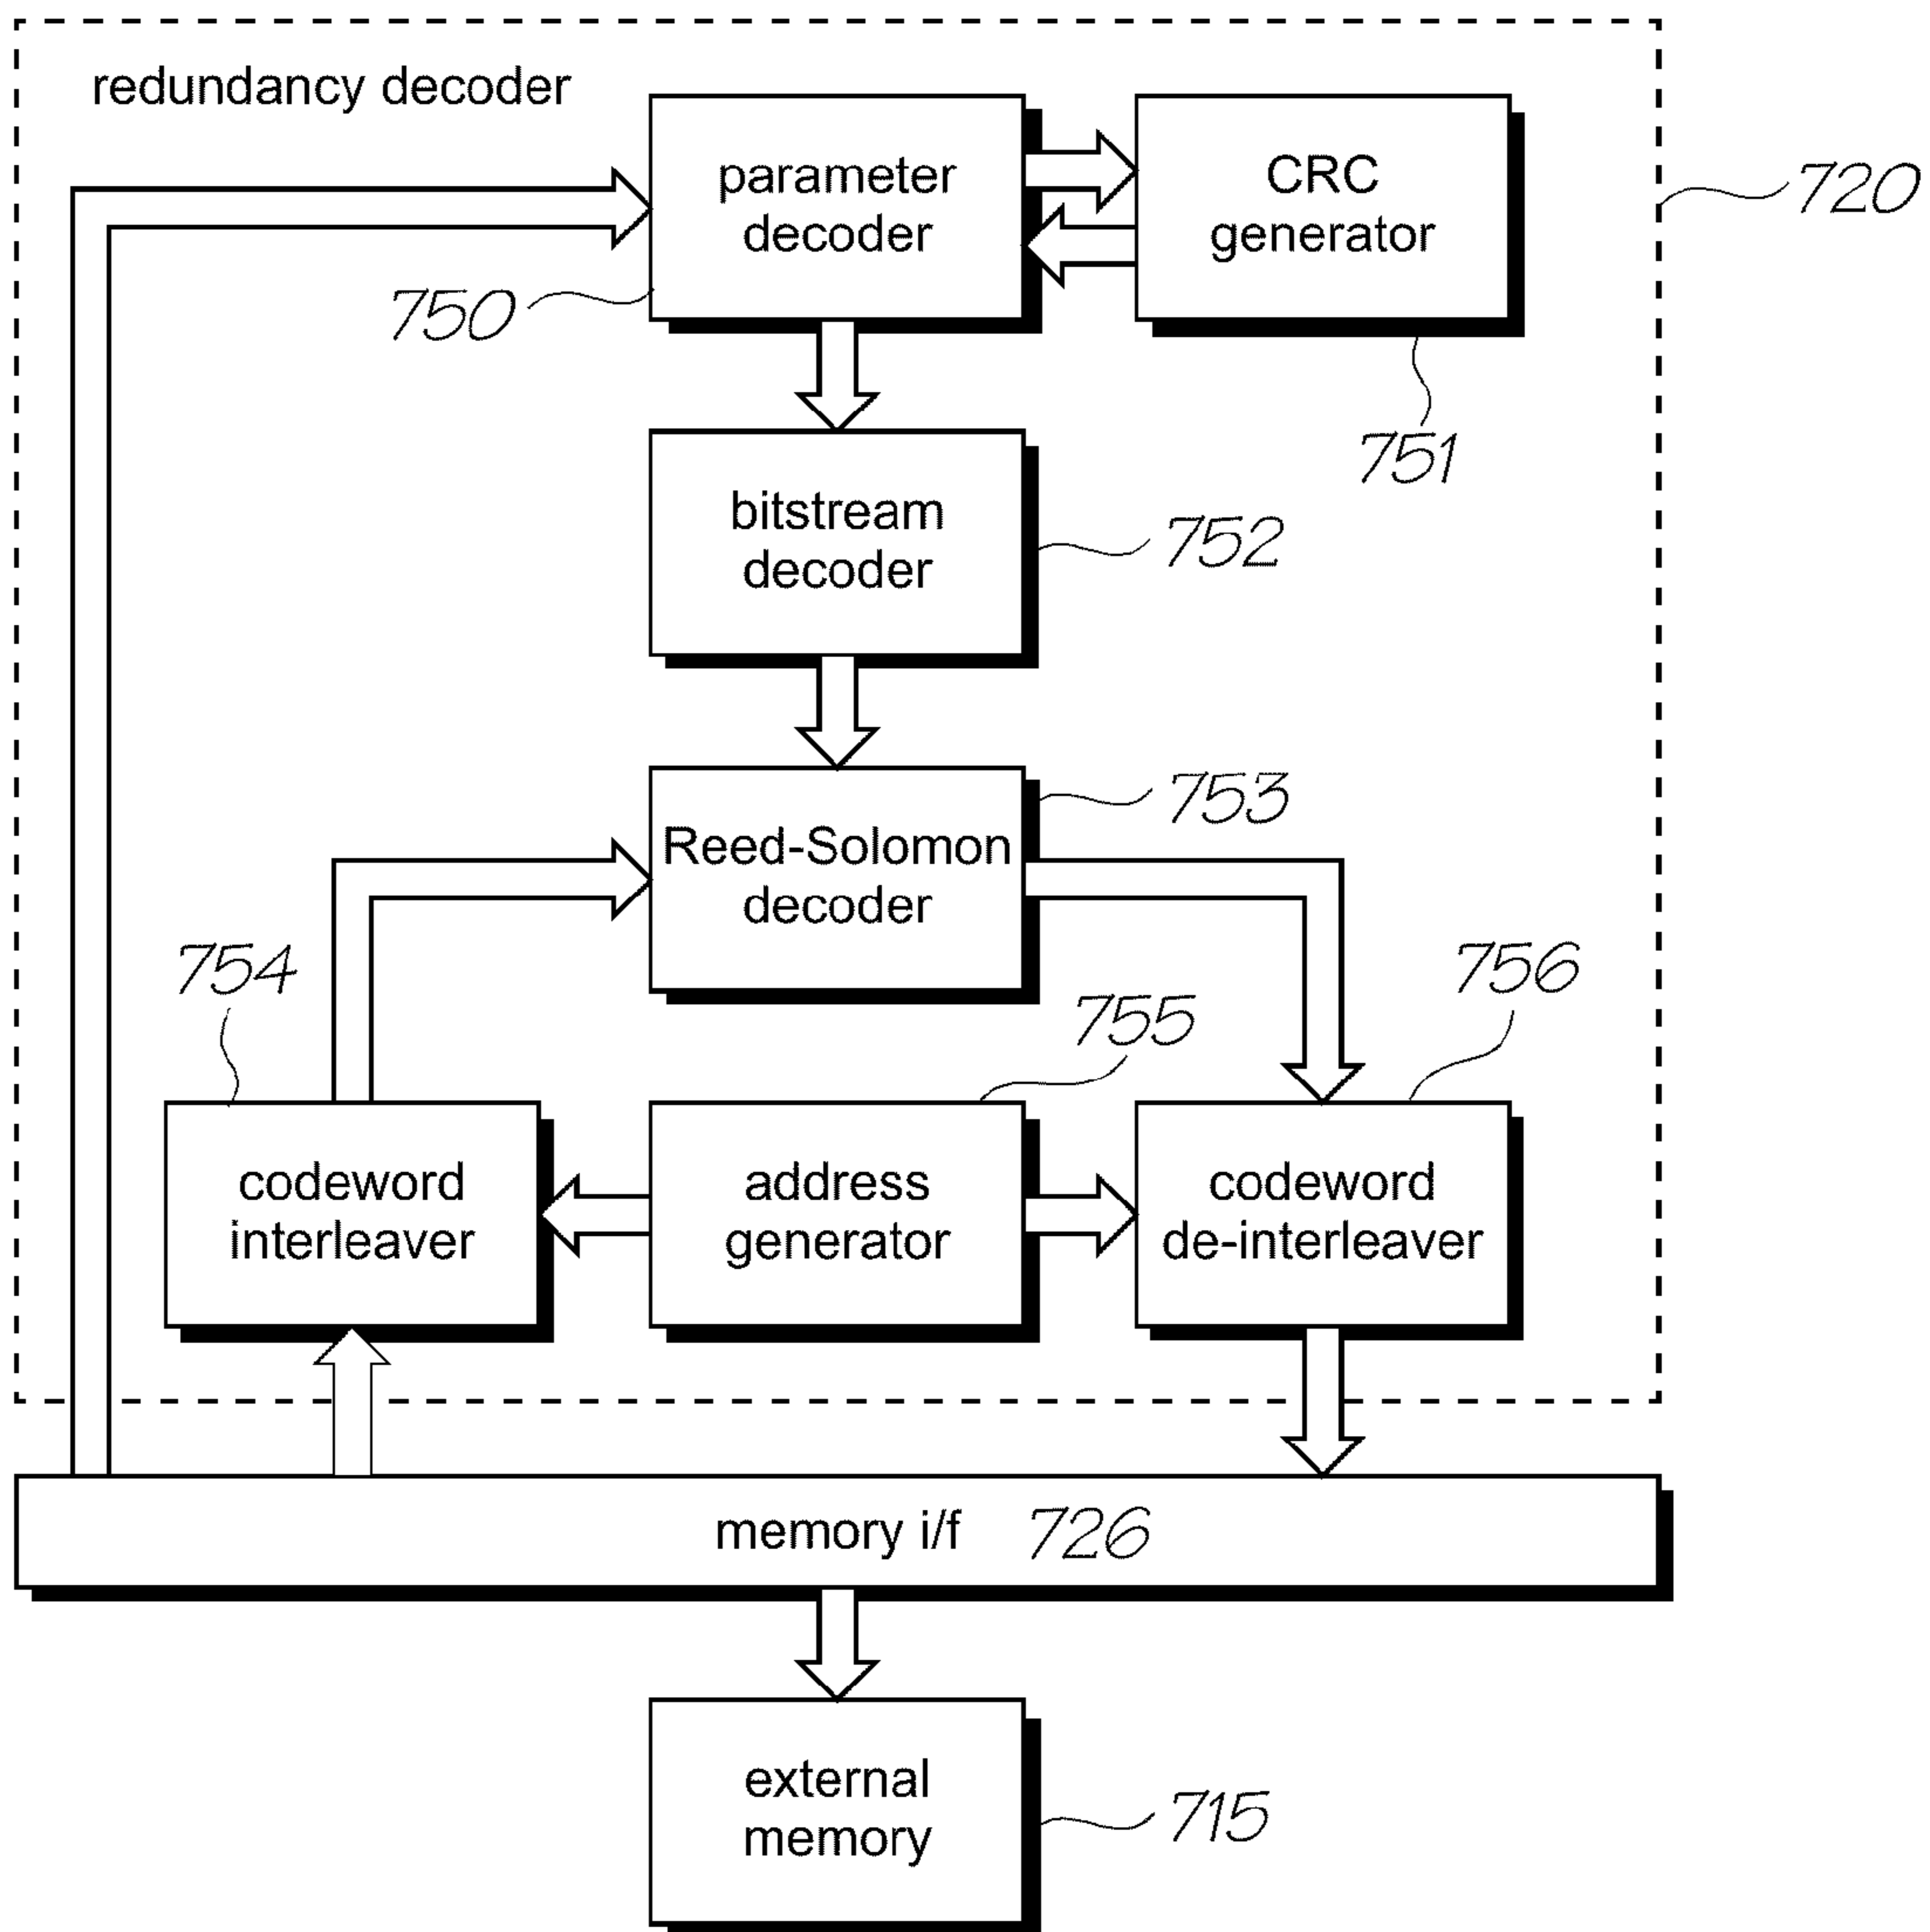 redundancy decoder
parameter
decoder
CRC
generator
720
750
751
bitstream
decoder
752
Reed-Solomon
decoder
753
754
755
756
codeword
interleaver
address
generator
codeword
de-interleaver
memory i/f 726
external
memory
715